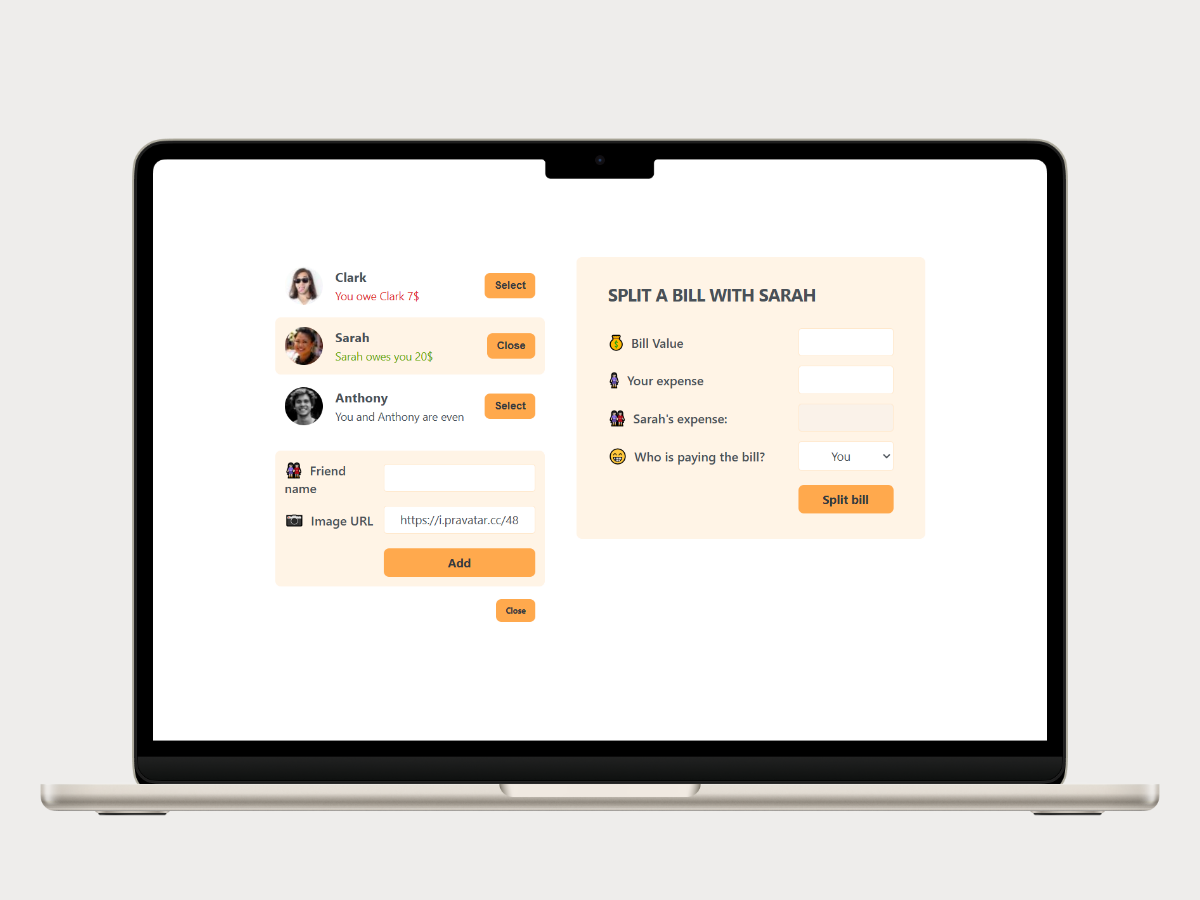 Clark
You owe Clark 7$
Select
Sarah
Sarah owes you 20$
Close
Anthony
You and Anthony are even
Select
Friend
name
Image URL
https://i.pravatar.cc/48
Add
Close
SPLIT A BILL WITH SARAH
Bill Value
Your expense
Sarah's expense:
Who is paying the bill?
You
Split bill